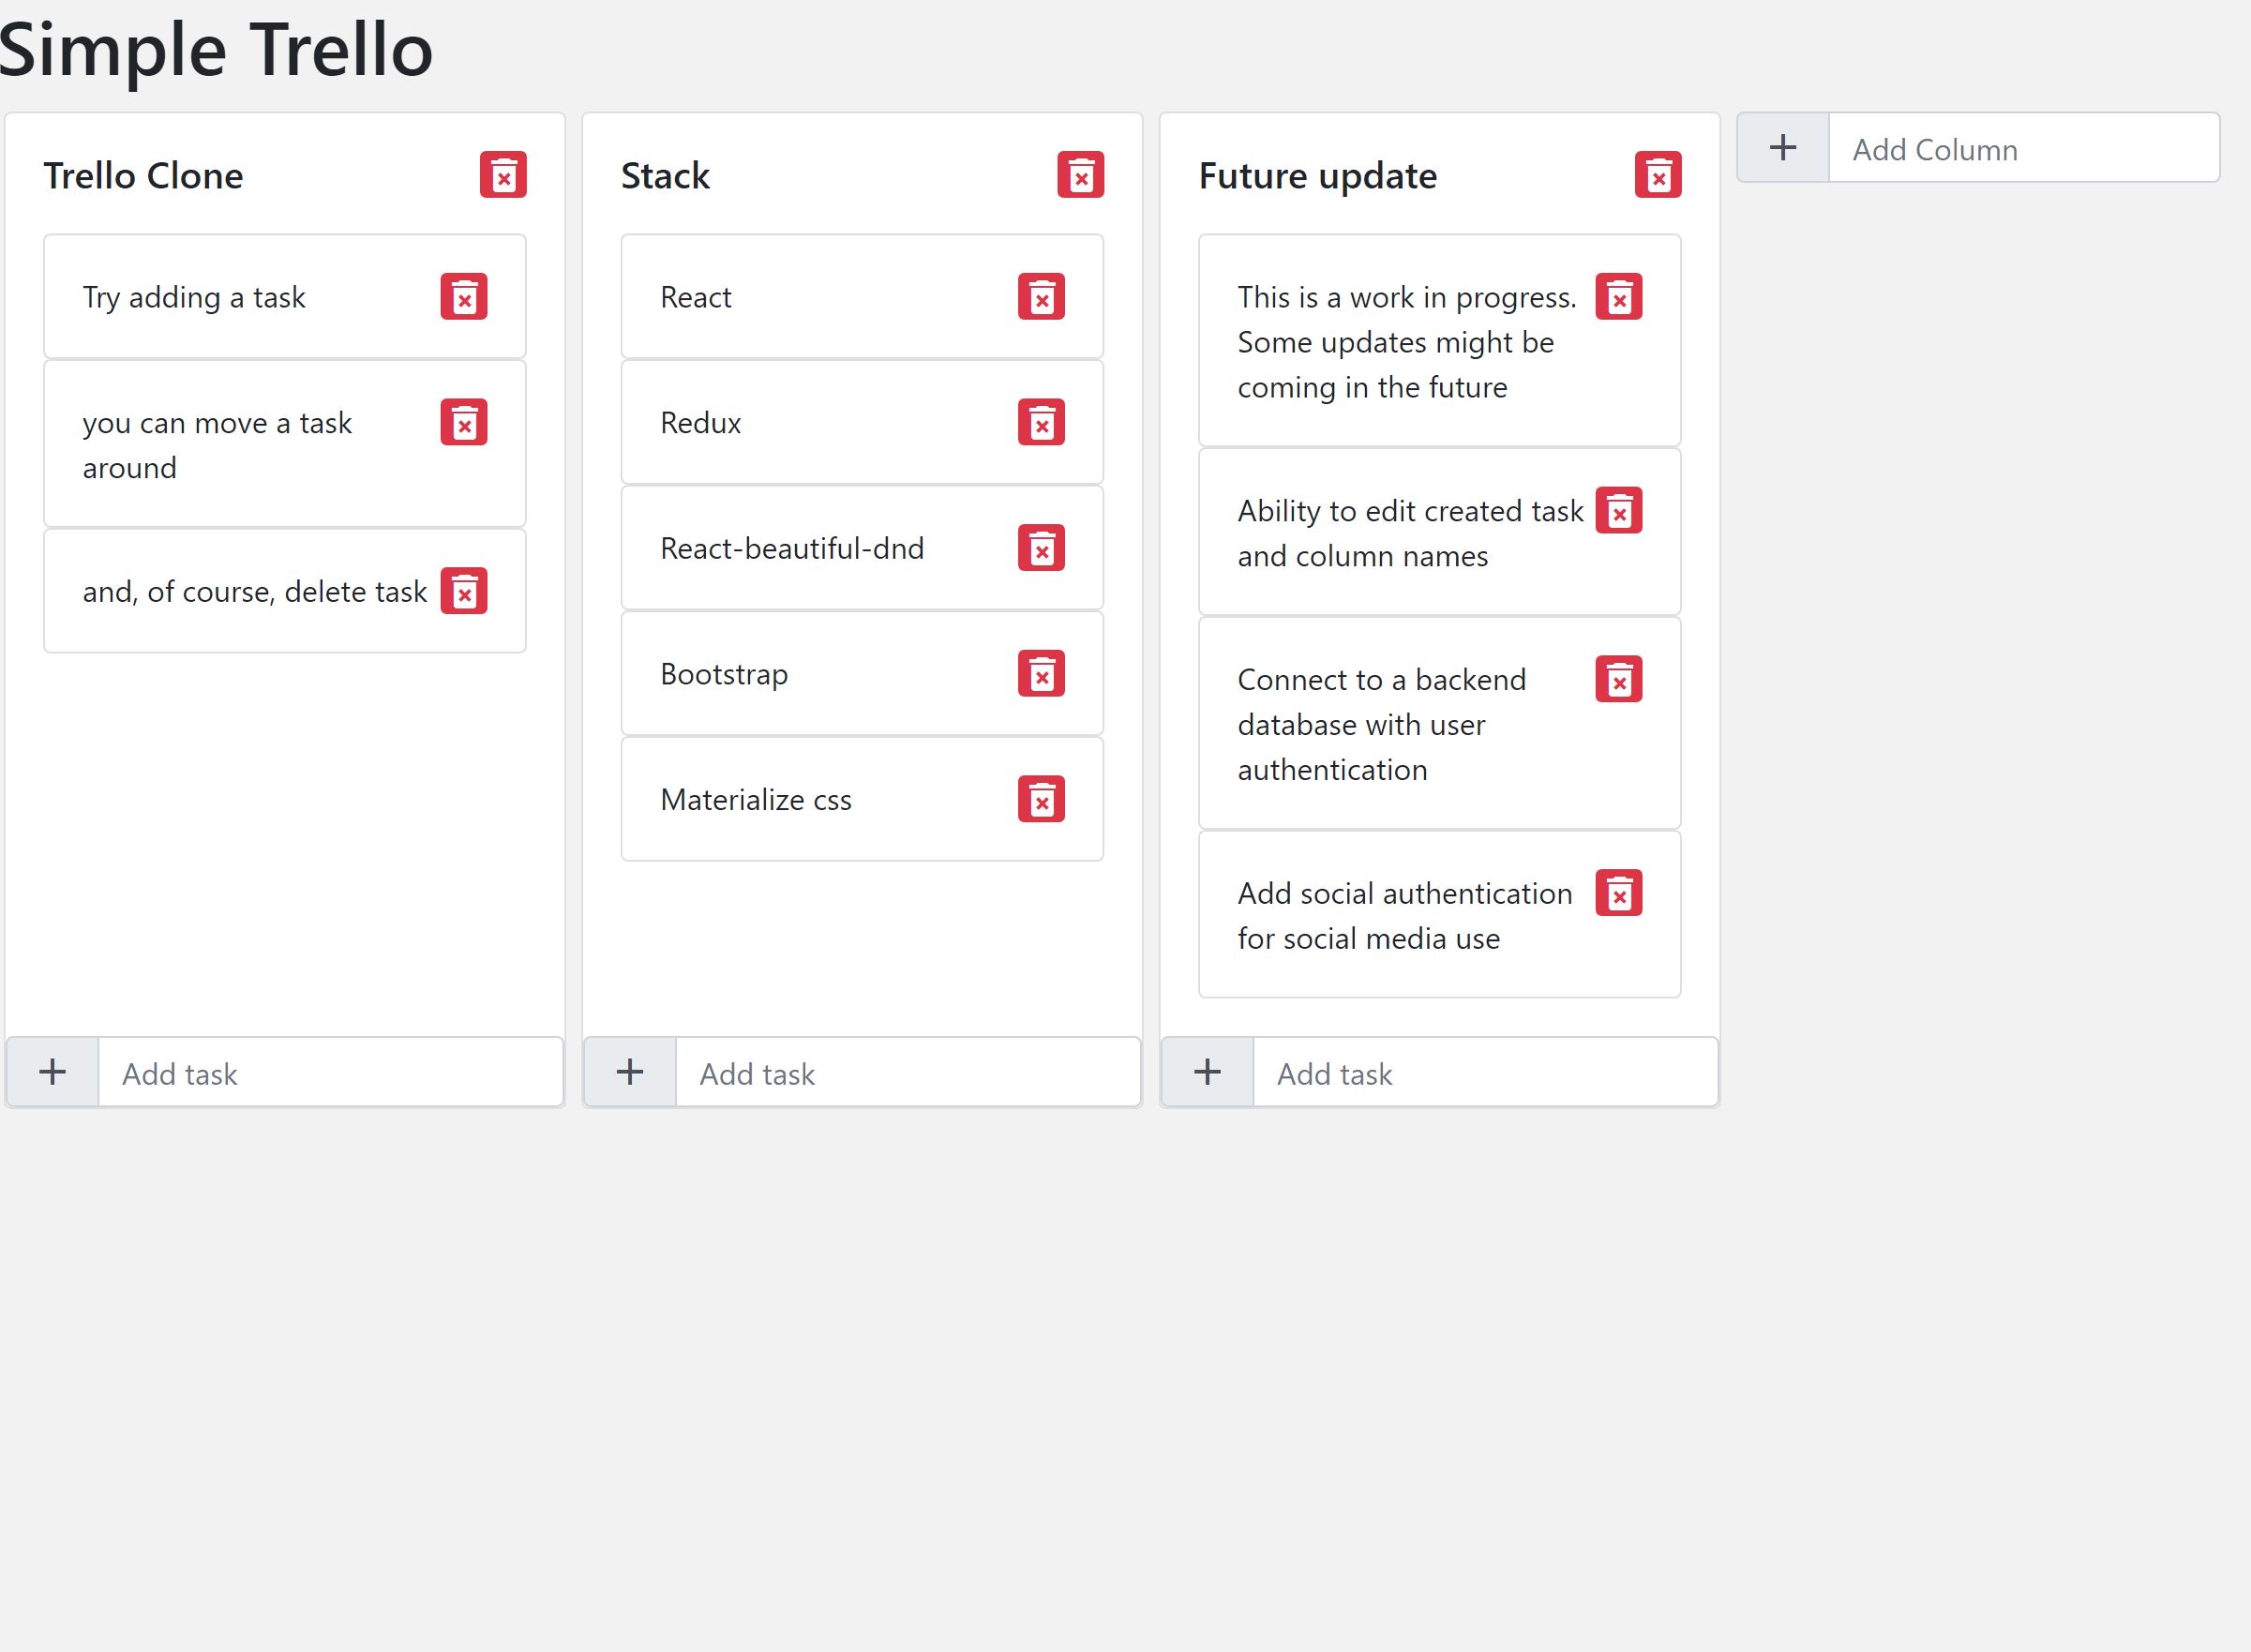 Simple Trello
Trello Clone
Try adding a task
you can move a task
around
and, of course, delete task
Add task
Stack
React
Redux
React-beautiful-dnd
Bootstrap
Materialize css
Add task
Future update
This is a work in progress.
Some updates might be
coming in the future
Ability to edit created task
and column names
Connect to a backend
database with user
authentication
Add social authentication
for social media use
Add task
Add Column